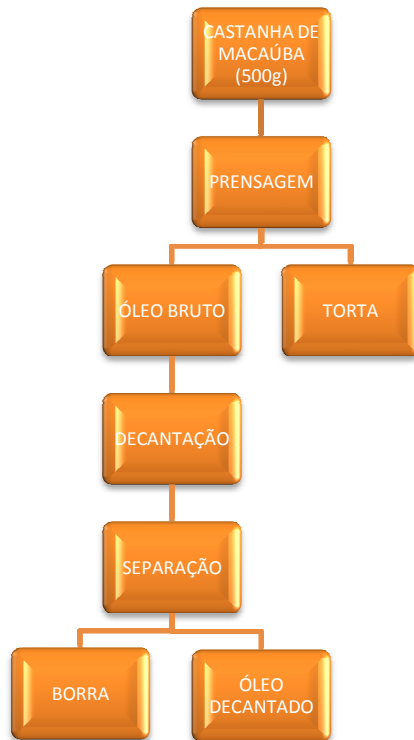 CASTANHA DE
MACAÚBA
(500g)
PRENSAGEM
ÓLEO BRUTO
TORTA
DECANTAÇÃO
SEPARAÇÃO
BORRA
ÓLEO
DECANTADO